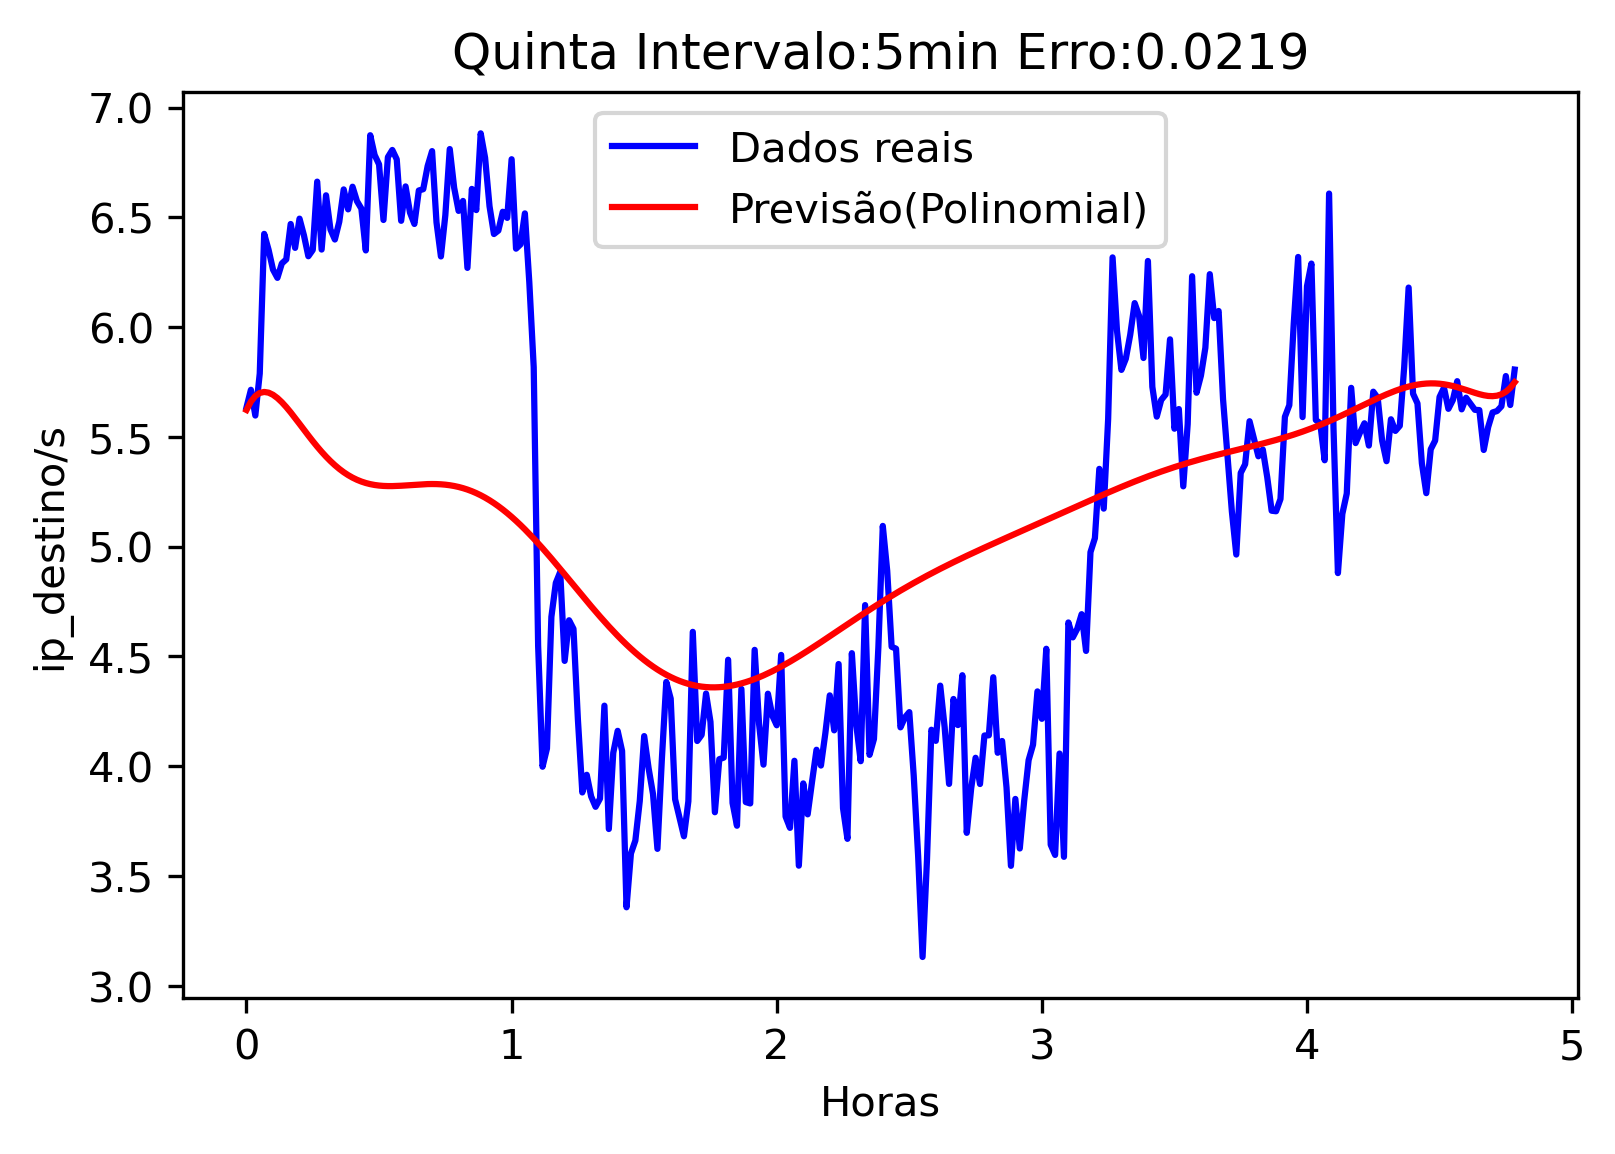 Quinta Intervalo:5min Erro:0.0219
Dados reais
Previsão(Polinomial)
ip_destino/s
7.0
6.5
6.0
5.5
5.0
4.5
4.0
3.5
3.0
0 1 2 3 4 5
Horas